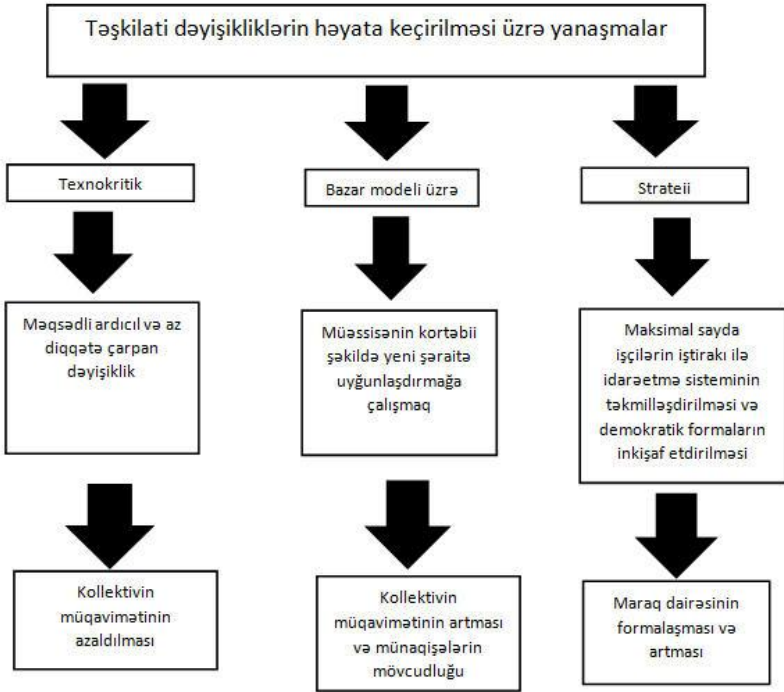 Təşkilati dəyişikliklərin həyata keçirilməsi üzrə yanaşmalar
Texnokritik
Bazar modeli üzrə
Strateii
Məqsədli ardıcıl və az
diqqətə çarpan
dəyişiklik
Müəssisənin kortəbii
şəkildə yeni şəraitə
uyğunlaşdırmağa
çalışmaq
Maksimal sayda
işçilərin iştirakı ilə
idarəetmə sisteminin
təkmilləşdirilməsi və
demokratik formaların
inkişaf etdirilməsi
Kollektivin
müqavimətinin
azaldılması
Kollektivin
müqavimətinin artması
və münaqişələrin
mövcudluğu
Maraq dairəsinin
formalaşması və
artması